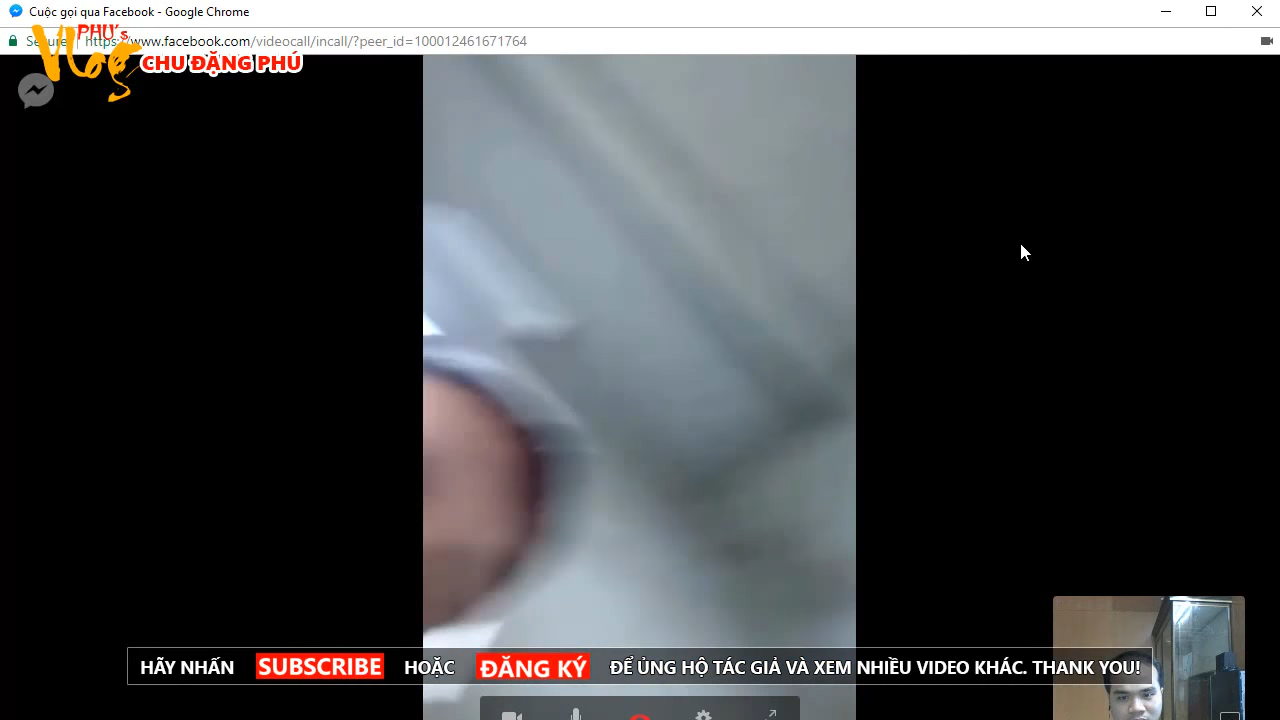 Cuộc gọi qua Facebook - Google Chrome
https://www.facebook.com/videocall/incall/?peer_id=100012461671764
PHU's
Vlogs
CHU ĐẶNG PHÚ
HÃY NHẤN SUBSCRIBE HOẶC ĐĂNG KÝ ĐỂ ỦNG HỘ TÁC GIẢ VÀ XEM NHIỀU VIDEO KHÁC. THANK YOU!